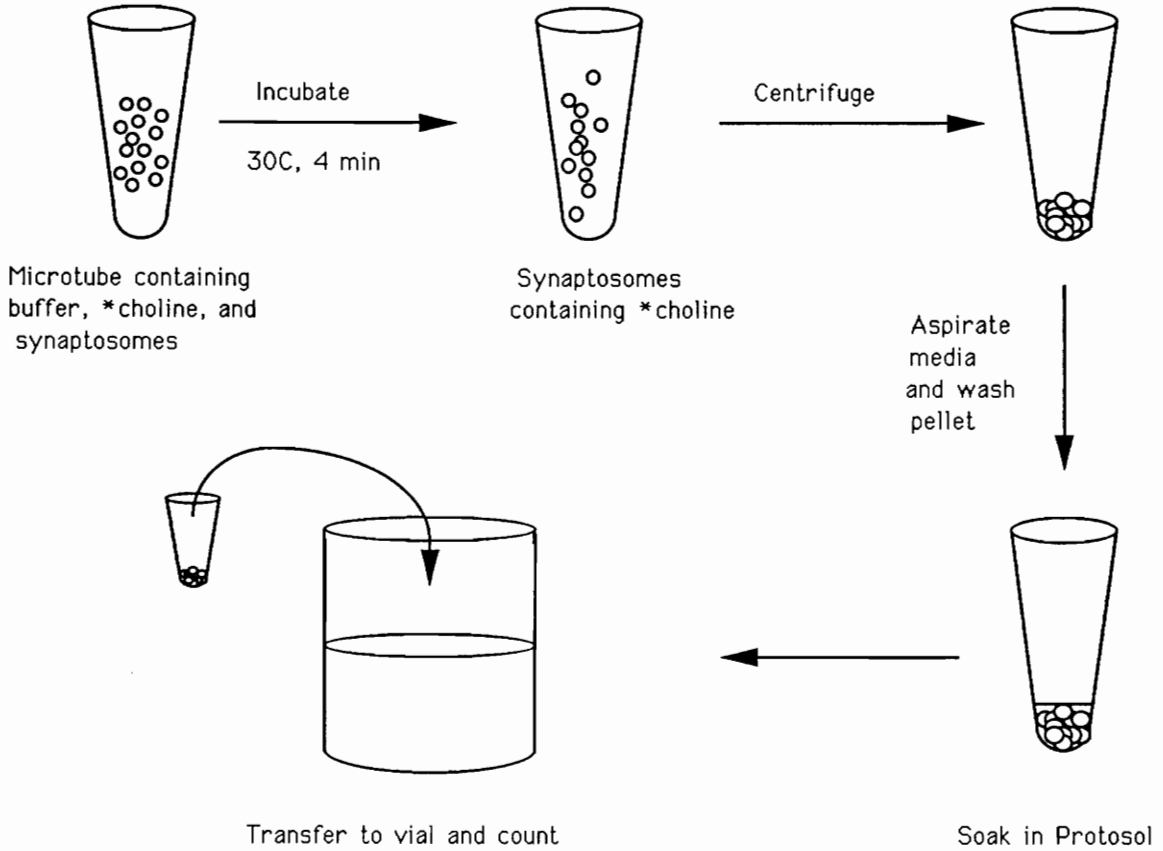 Incubate
30C, 4 min
Centrifuge
Microtube containing
buffer, *choline, and
synaptosomes
Synaptosomes
containing *choline
Aspirate
media
and wash
pellet
Transfer to vial and count
Soak in Protosol